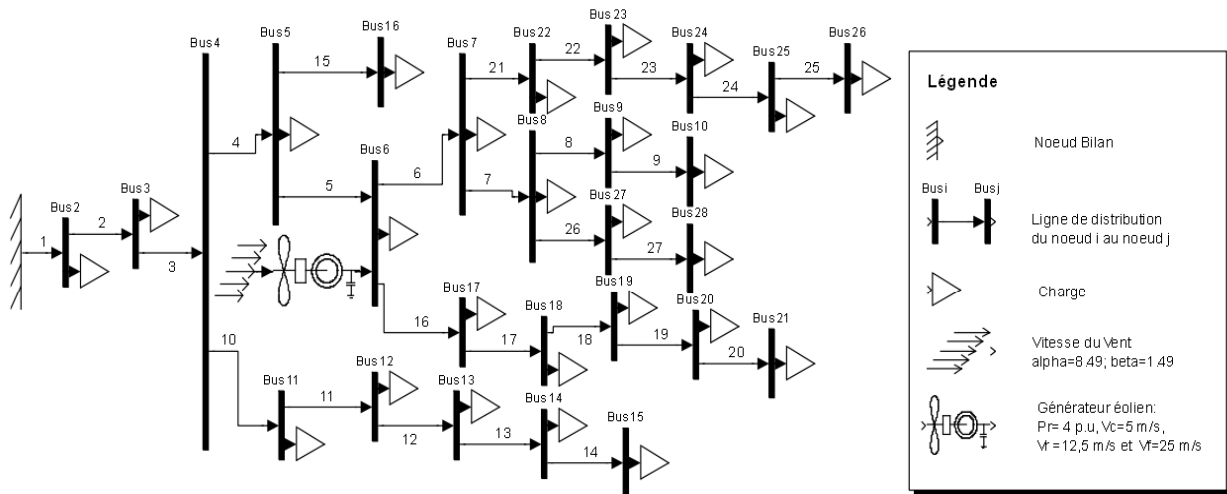 Bus2
1
Bus3
2
3
Bus4
4
10
Bus5
15
5
Bus16
Bus6
6
16
Bus7
21
7
Bus22
22
Bus8
8
26
Bus23
23
Bus9
9
Bus27
27
Bus24
24
Bus10
Bus28
Bus25
25
Bus26
Bus17
17
Bus18
18
Bus19
19
Bus20
20
Bus21
Bus11
11
Bus12
12
Bus13
13
Bus14
14
Bus15
Légende
Noeud Bilan
Busi
Busj
Ligne de distribution
du noeud i au noeud j
Charge
Vitesse du Vent
alpha=8.49; beta=1.49
Générateur éolien:
Pr= 4 p.u, Vc=5 m/s,
Vr=12,5 m/s et Vf=25 m/s